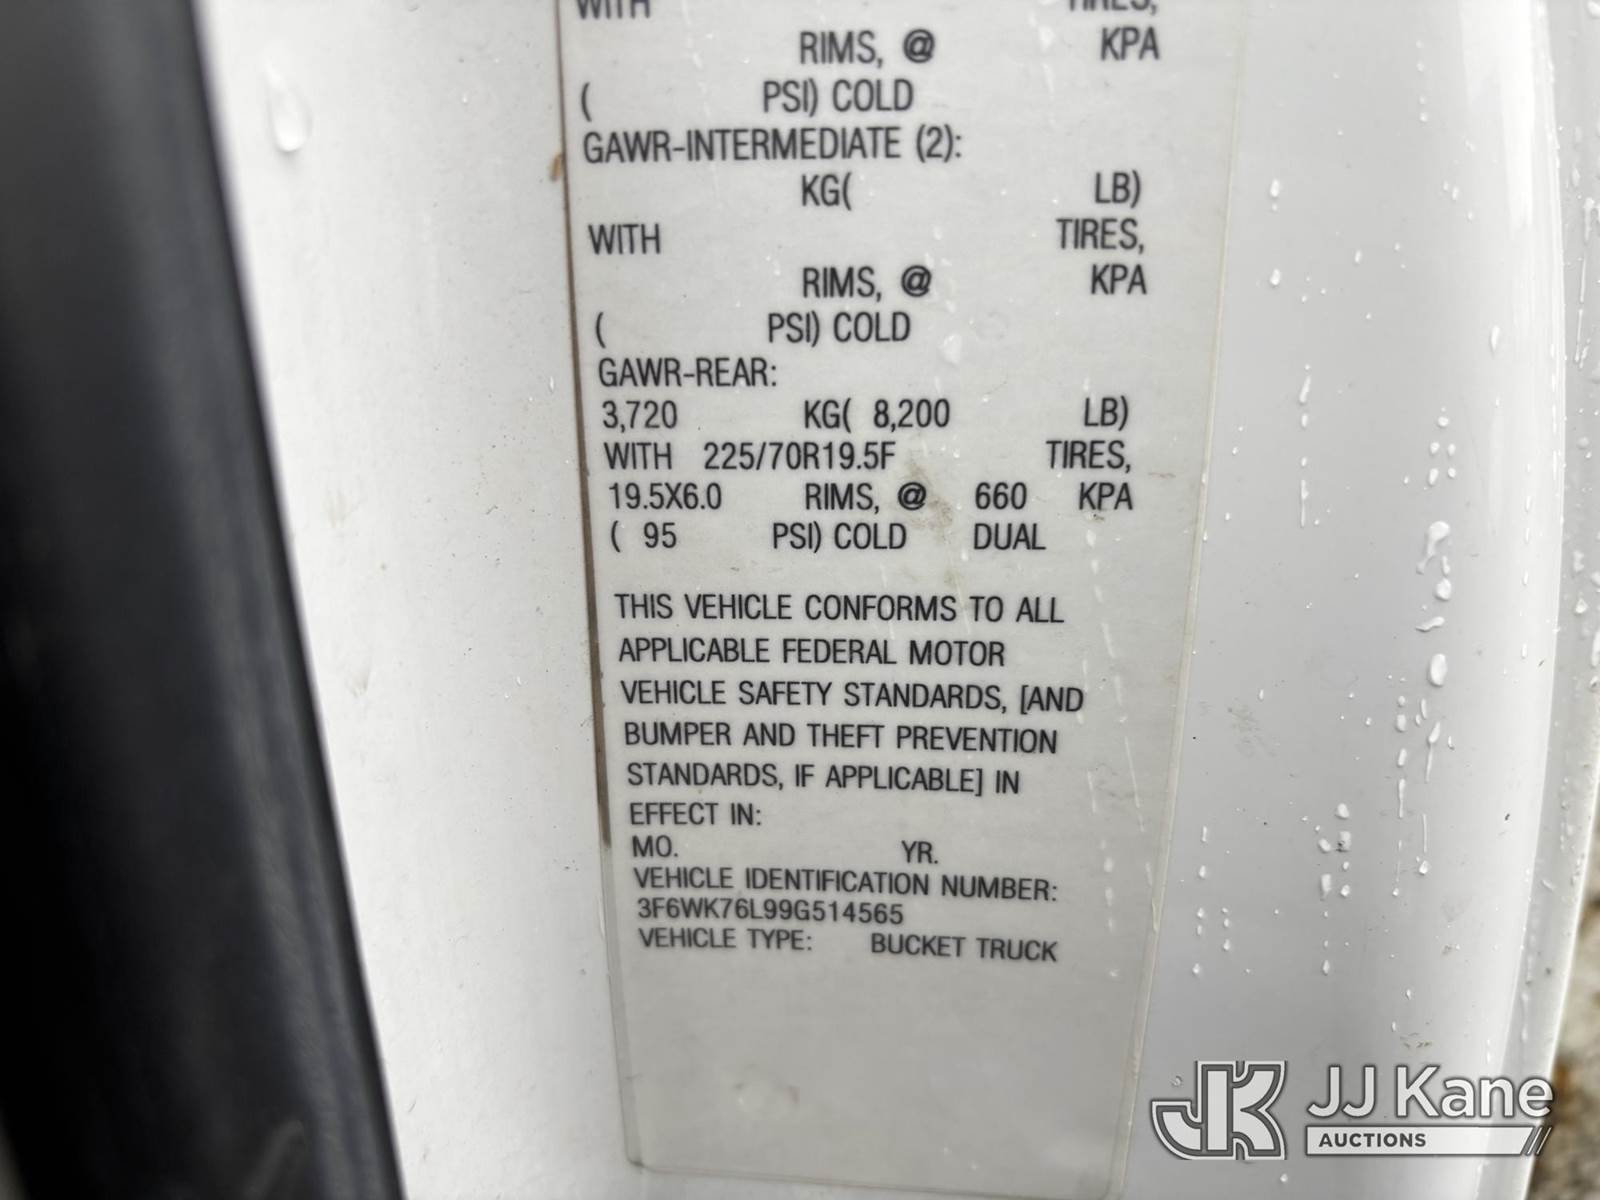 WITH TIRES,
RIMS, @ KPA
( PSI) COLD
GAWR-INTERMEDIATE (2):
KG( LB)
WITH TIRES,
RIMS, @ KPA
( PSI) COLD
GAWR-REAR:
3,720 KG( 8,200 LB)
WITH 225/70R19.5F TIRES,
19.5X6.0 RIMS, @ 660 KPA
( 95 PSI) COLD DUAL
THIS VEHICLE CONFORMS TO ALL
APPLICABLE FEDERAL MOTOR
VEHICLE SAFETY STANDARDS, [AND
BUMPER AND THEFT PREVENTION
STANDARDS, IF APPLICABLE] IN
EFFECT IN:
MO. YR.
VEHICLE IDENTIFICATION NUMBER:
3F6WK76L99G514565
VEHICLE TYPE: BUCKET TRUCK
JK JJ Kane
AUCTIONS